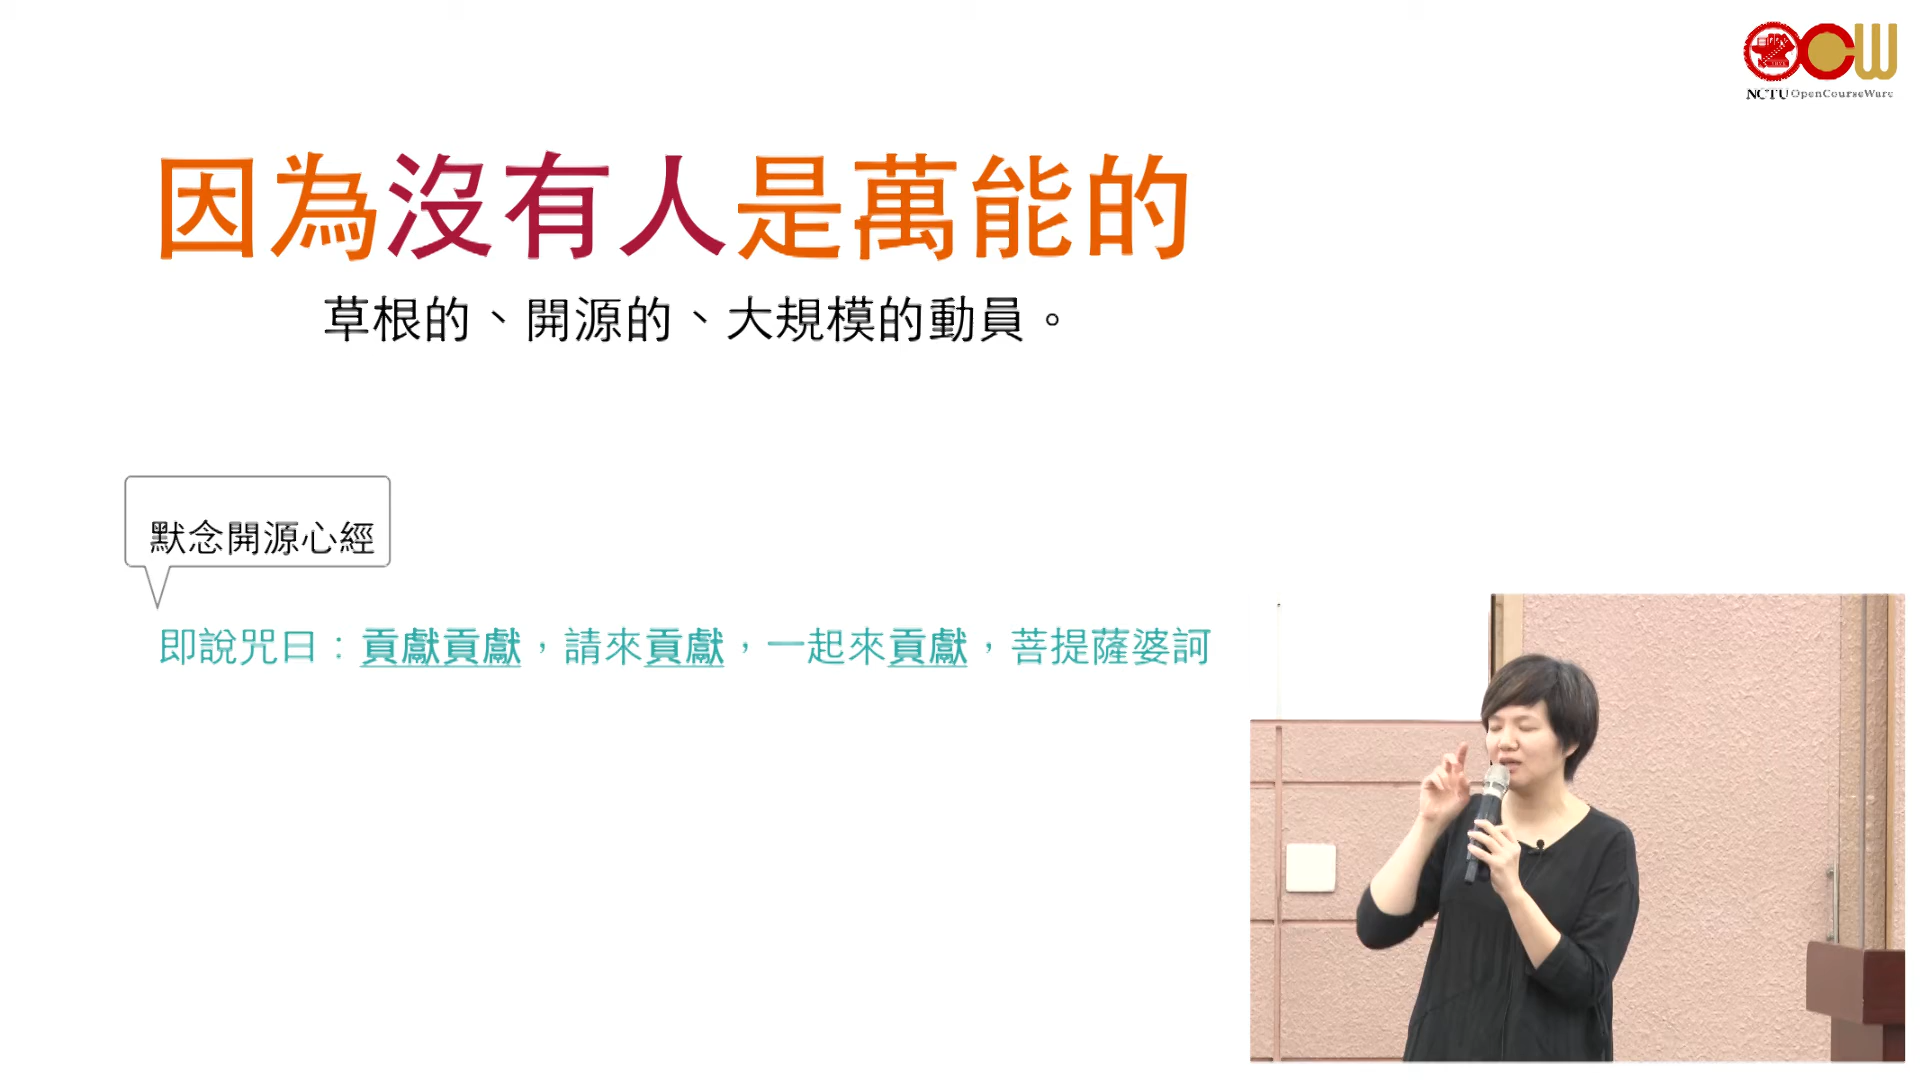 NCTU OpenCourseWare
因為沒有人是萬能的
草根的、開源的、大規模的動員。
默念開源心經
即說咒曰：貢獻貢獻，請來貢獻，一起來貢獻，菩提薩婆訶